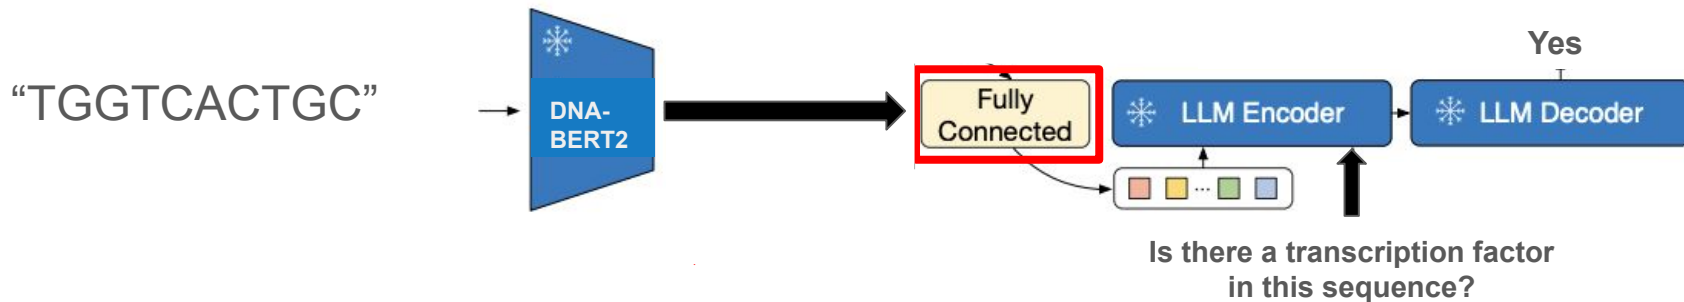 “TGGTCACTGC”
DNA-
BERT2
Fully
Connected
LLM Encoder
Yes
LLM Decoder
...
Is there a transcription factor
in this sequence?